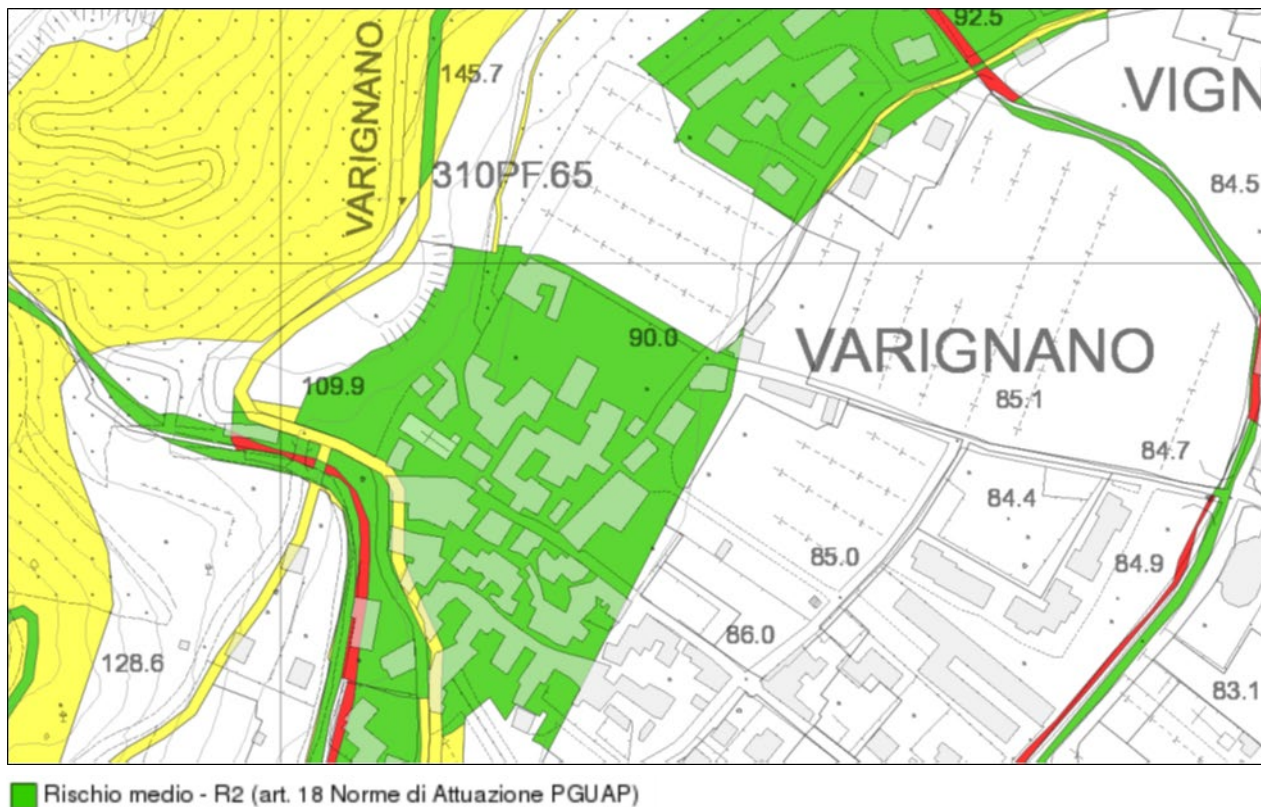 92.5
VARIGNANO
145.7
VIGN
310PF.65
84.5
90.0
VARIGNANO
109.9
85.1
84.7
84.4
85.0
84.9
86.0
128.6
83.1
Rischio medio - R2 (art. 18 Norme di Attuazione PGUAP)